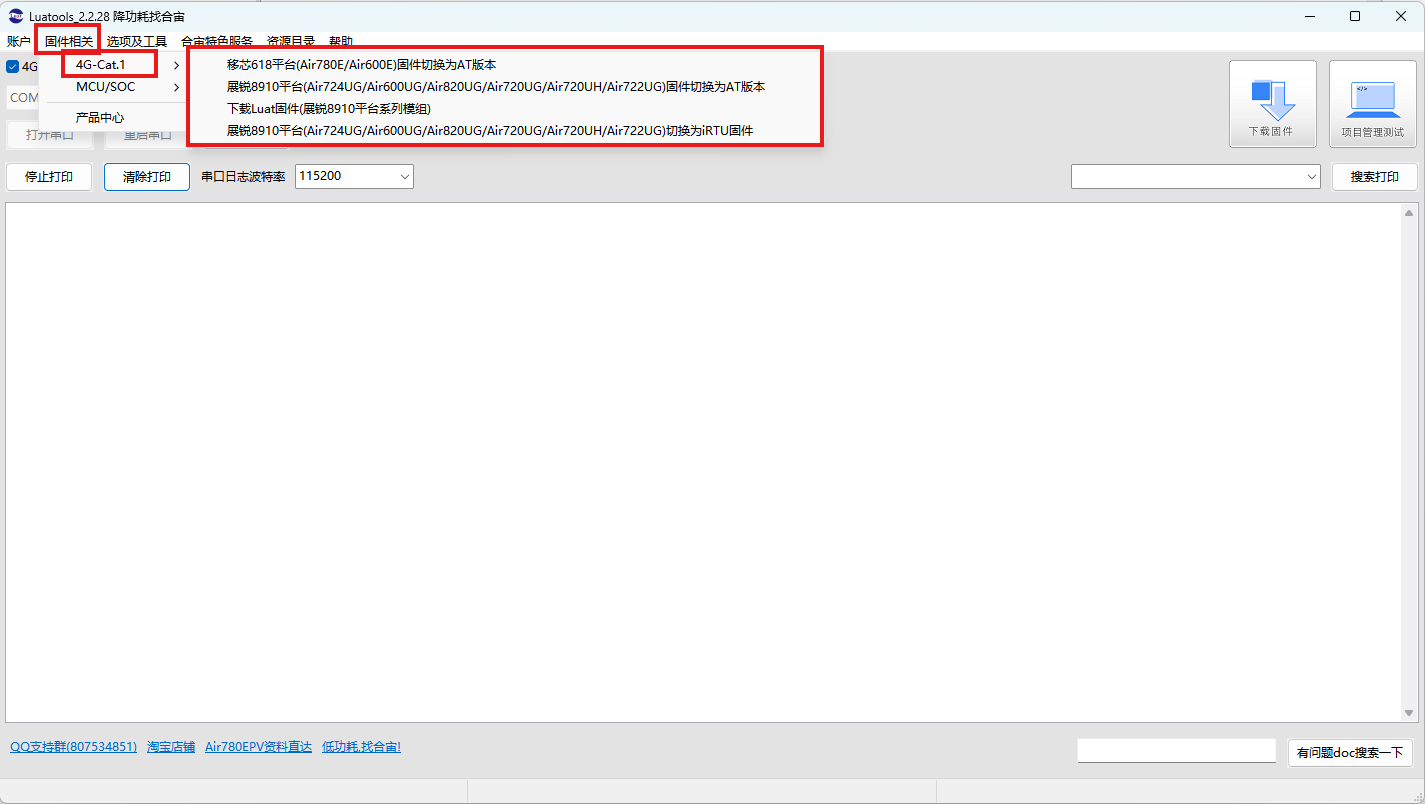 Luatools_2.2.28 降功耗找合宙
账户 固件相关 选项及工具 合宙特色服务 资源目录 帮助
4G
4G-Cat.1
移芯618平台(Air780E/Air600E)固件切换为AT版本
MCU/SOC
展锐8910平台(Air724UG/Air600UG/Air820UG/Air720UG/Air720UH/Air722UG)固件切换为AT版本
COM
下载Luat固件(展锐8910平台系列模组)
产品中心
展锐8910平台(Air724UG/Air600UG/Air820UG/Air720UG/Air720UH/Air722UG)切换为iRTU固件
打开串口 重启串口
下载固件
项目管理测试
停止打印 清除打印 串口日志波特率 115200 搜索打印
QQ支持群(807534851) 淘宝店铺 Air780EPV资料直达 低功耗,找合宙!
有问题doc搜索一下